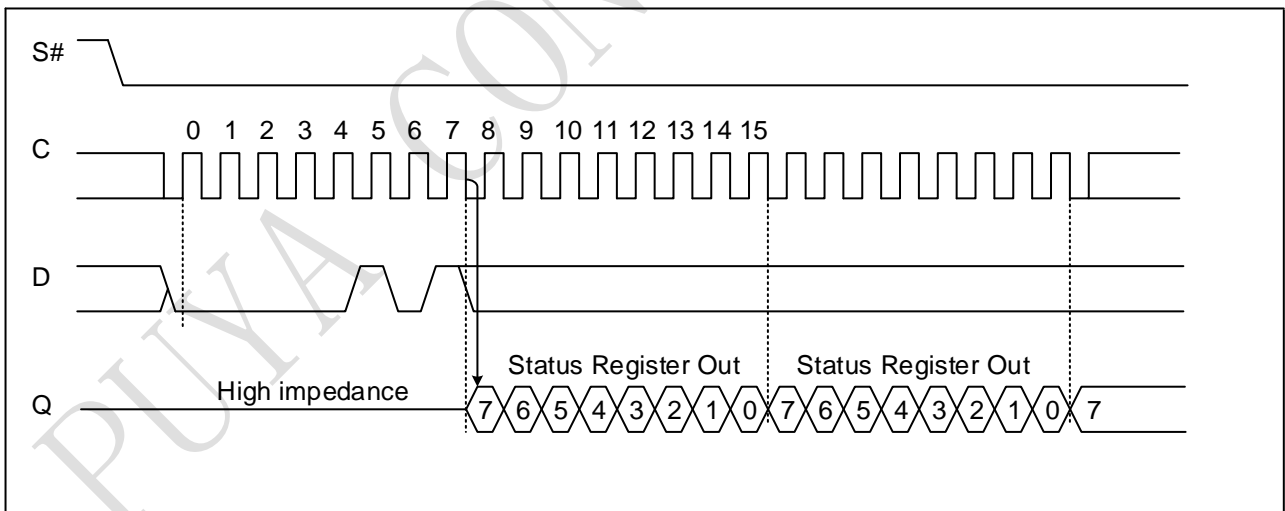 S#
0 1 2 3 4 5 6 7 8 9 10 11 12 13 14 15
C
D
Status Register Out Status Register Out
High impedance
Q 7 6 5 4 3 2 1 0 7 6 5 4 3 2 1 0 7
PUYA CON